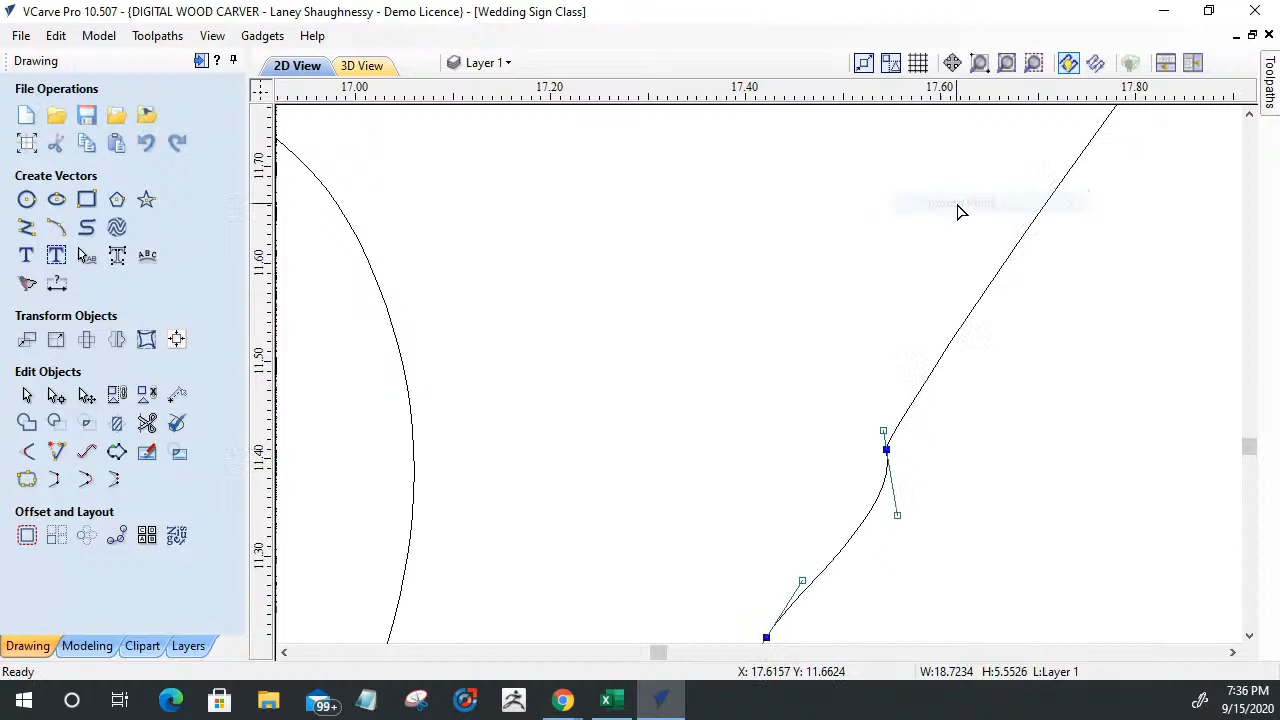 VCarve Pro 10.507 - {DIGITAL WOOD CARVER - Laney Shaughnessy - Demo Licence} - [Wedding Sign Class]
File Edit Model Toolpaths View Gadgets Help
Drawing
2D View
3D View
Layer 1
Toolpaths
File Operations
17.00 17.20 17.40 17.60 17.80
Create Vectors
11.70
11.60
11.50
11.40
11.30
Transform Objects
Edit Objects
Offset and Layout
Drawing Modeling Clipart Layers
Ready
X: 17.6157 Y: 11.6624
W:18.7234 H:5.5526 L:Layer 1
99+
7:36 PM
9/15/2020